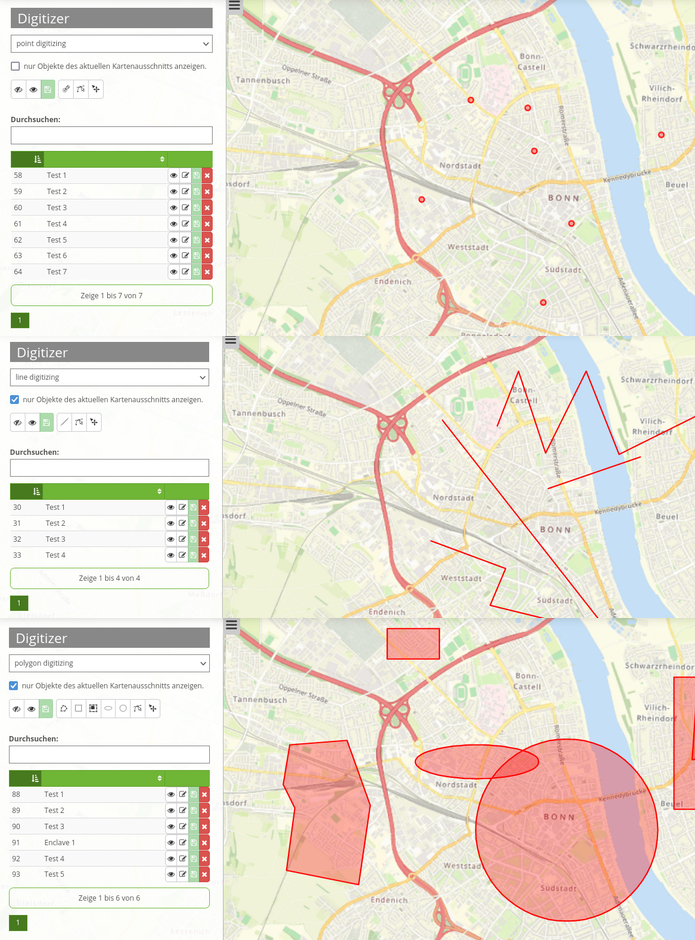 Digitizer
point digitizing
nur Objekte des aktuellen Kartenausschnitts anzeigen.
Durchsuchen:
58 Test 1
59 Test 2
60 Test 3
61 Test 4
62 Test 5
63 Test 6
64 Test 7
Zeige 1 bis 7 von 7
1
Schwarzrheindorf
Bonn-
Castell
Oppelner Straße
Tannenbusch
Vilich-
Rheindorf
Römerstraße
Nordstadt
Kennedybrücke
sdorf
Beuel
BONN
Weststadt
Südstadt
Endenich
Adenauerallee
Digitizer
line digitizing
nur Objekte des aktuellen Kartenausschnitts anzeigen.
Durchsuchen:
30 Test 1
31 Test 2
32 Test 3
33 Test 4
Zeige 1 bis 4 von 4
1
Schwarzrheindorf
Bonn-
Castell
Oppelner Straße
Tannenbusch
Vilich-
Rheindorf
Römerstraße
Nordstadt
Kennedybrücke
nsdorf
Beuel
BONN
Weststadt
Südstadt
Endenich
Digitizer
polygon digitizing
nur Objekte des aktuellen Kartenausschnitts anzeigen.
Durchsuchen:
88 Test 1
89 Test 2
90 Test 3
91 Enclave 1
92 Test 4
93 Test 5
Zeige 1 bis 6 von 6
1
Schwarzrheindorf
Bonn-
Castell
Oppelner Straße
Tannenbusch
Vilich-
Rheindorf
Römerstraße
Nordstadt
Kennedybrücke
nsdorf
Beuel
BONN
Weststadt
Südstadt
Endenich